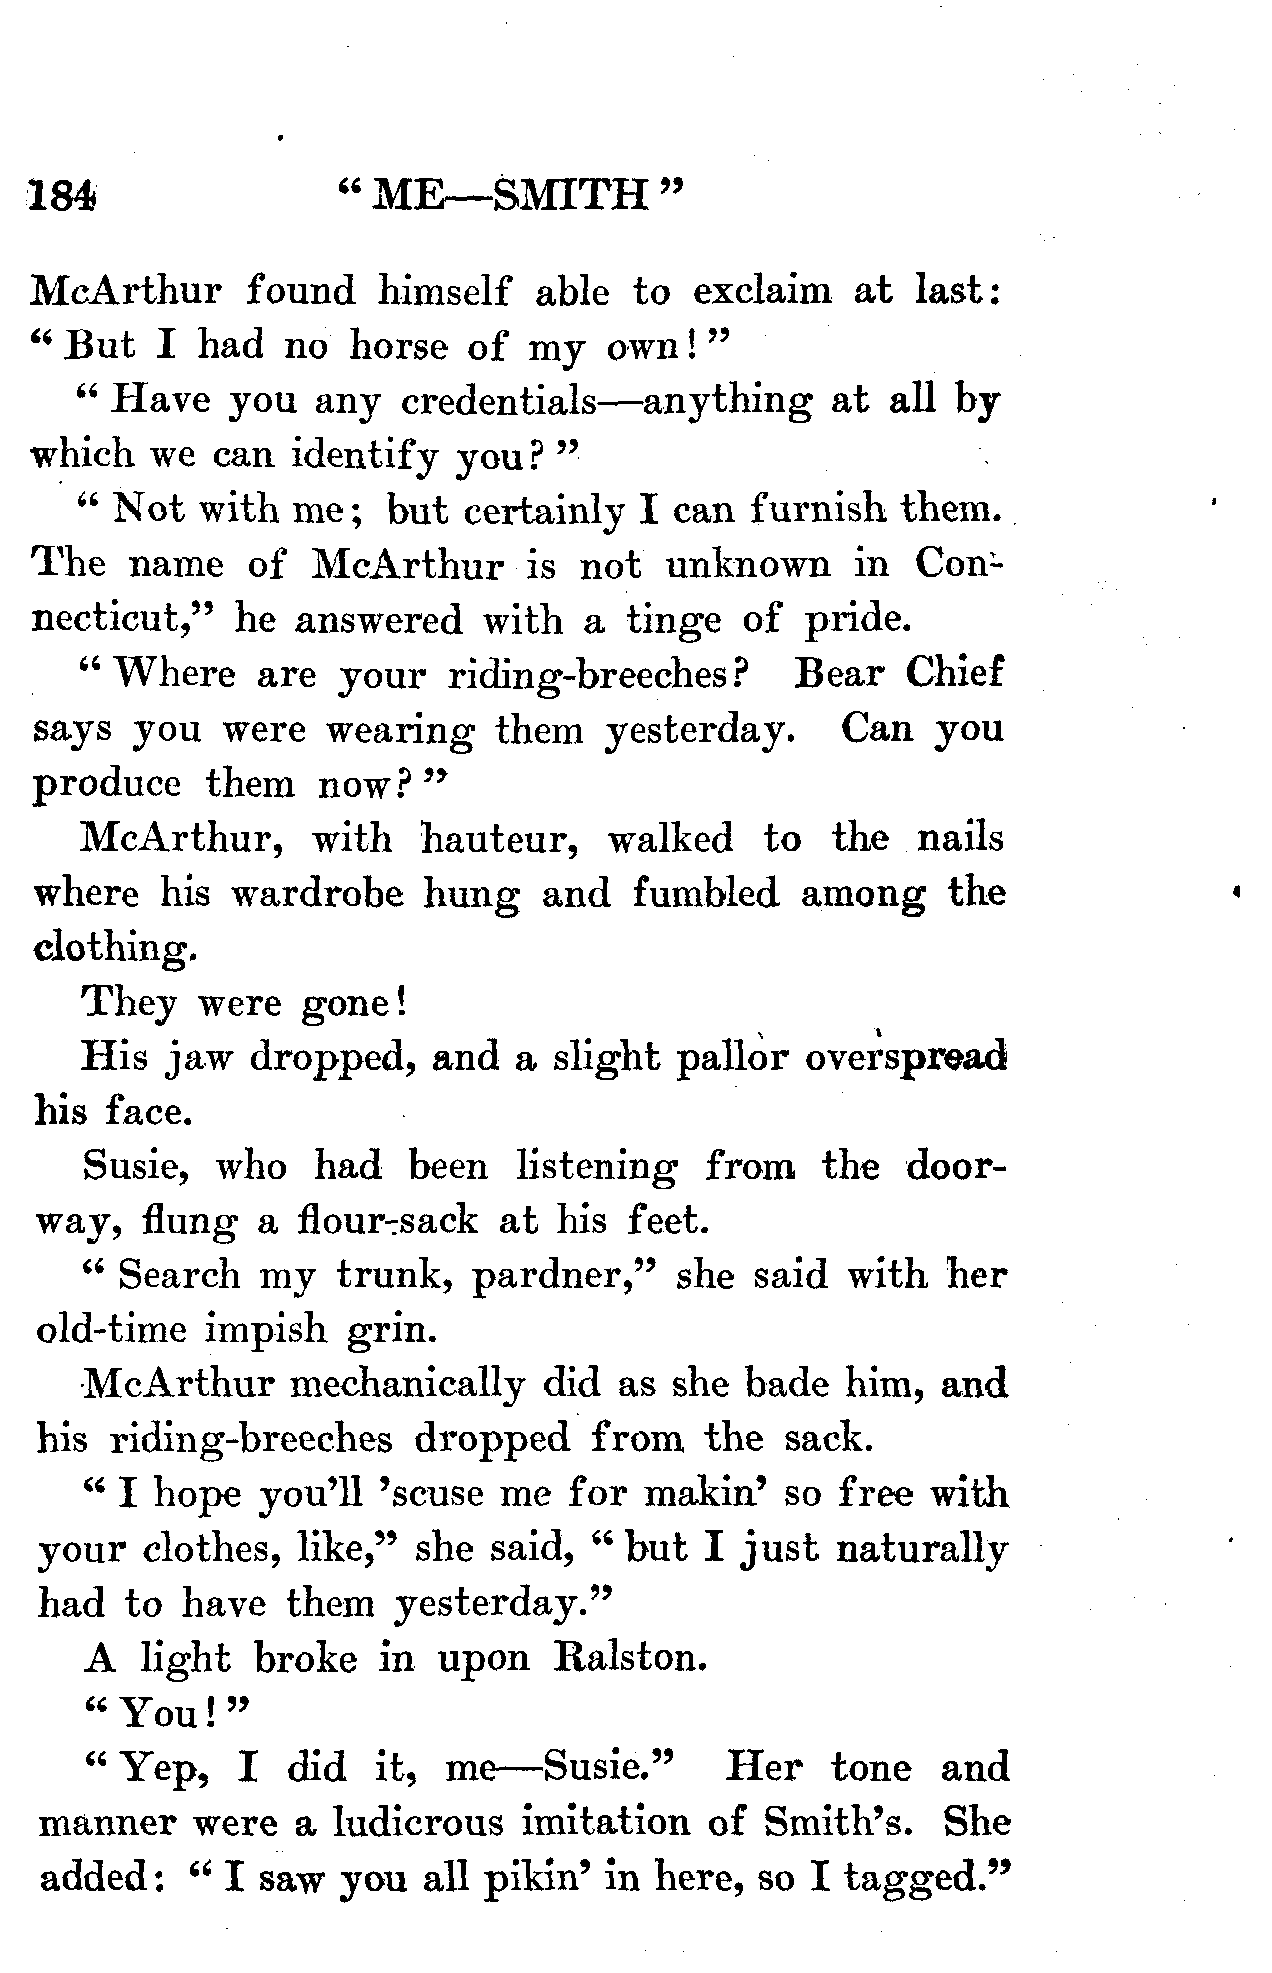 184 “ ME—SMITH ”
McArthur found himself able to exclaim at last:
“ But I had no horse of my own! ”
“ Have you any credentials—anything at all by
which we can identify you? ”
“ Not with me; but certainly I can furnish them.
The name of McArthur is not unknown in Con-
necticut,” he answered with a tinge of pride.
“ Where are your riding-breeches? Bear Chief
says you were wearing them yesterday. Can you
produce them now? ”
McArthur, with hauteur, walked to the nails
where his wardrobe hung and fumbled among the
clothing.
They were gone!
His jaw dropped, and a slight pallor overspread
his face.
Susie, who had been listening from the door-
way, flung a flour-sack at his feet.
“ Search my trunk, pardner,” she said with her
old-time impish grin.
McArthur mechanically did as she bade him, and
his riding-breeches dropped from the sack.
“ I hope you’ll ’scuse me for makin’ so free with
your clothes, like,” she said, “ but I just naturally
had to have them yesterday.”
A light broke in upon Ralston.
“ You! ”
“ Yep, I did it, me—Susie.” Her tone and
manner were a ludicrous imitation of Smith’s. She
added: “ I saw you all pikin’ in here, so I tagged.”